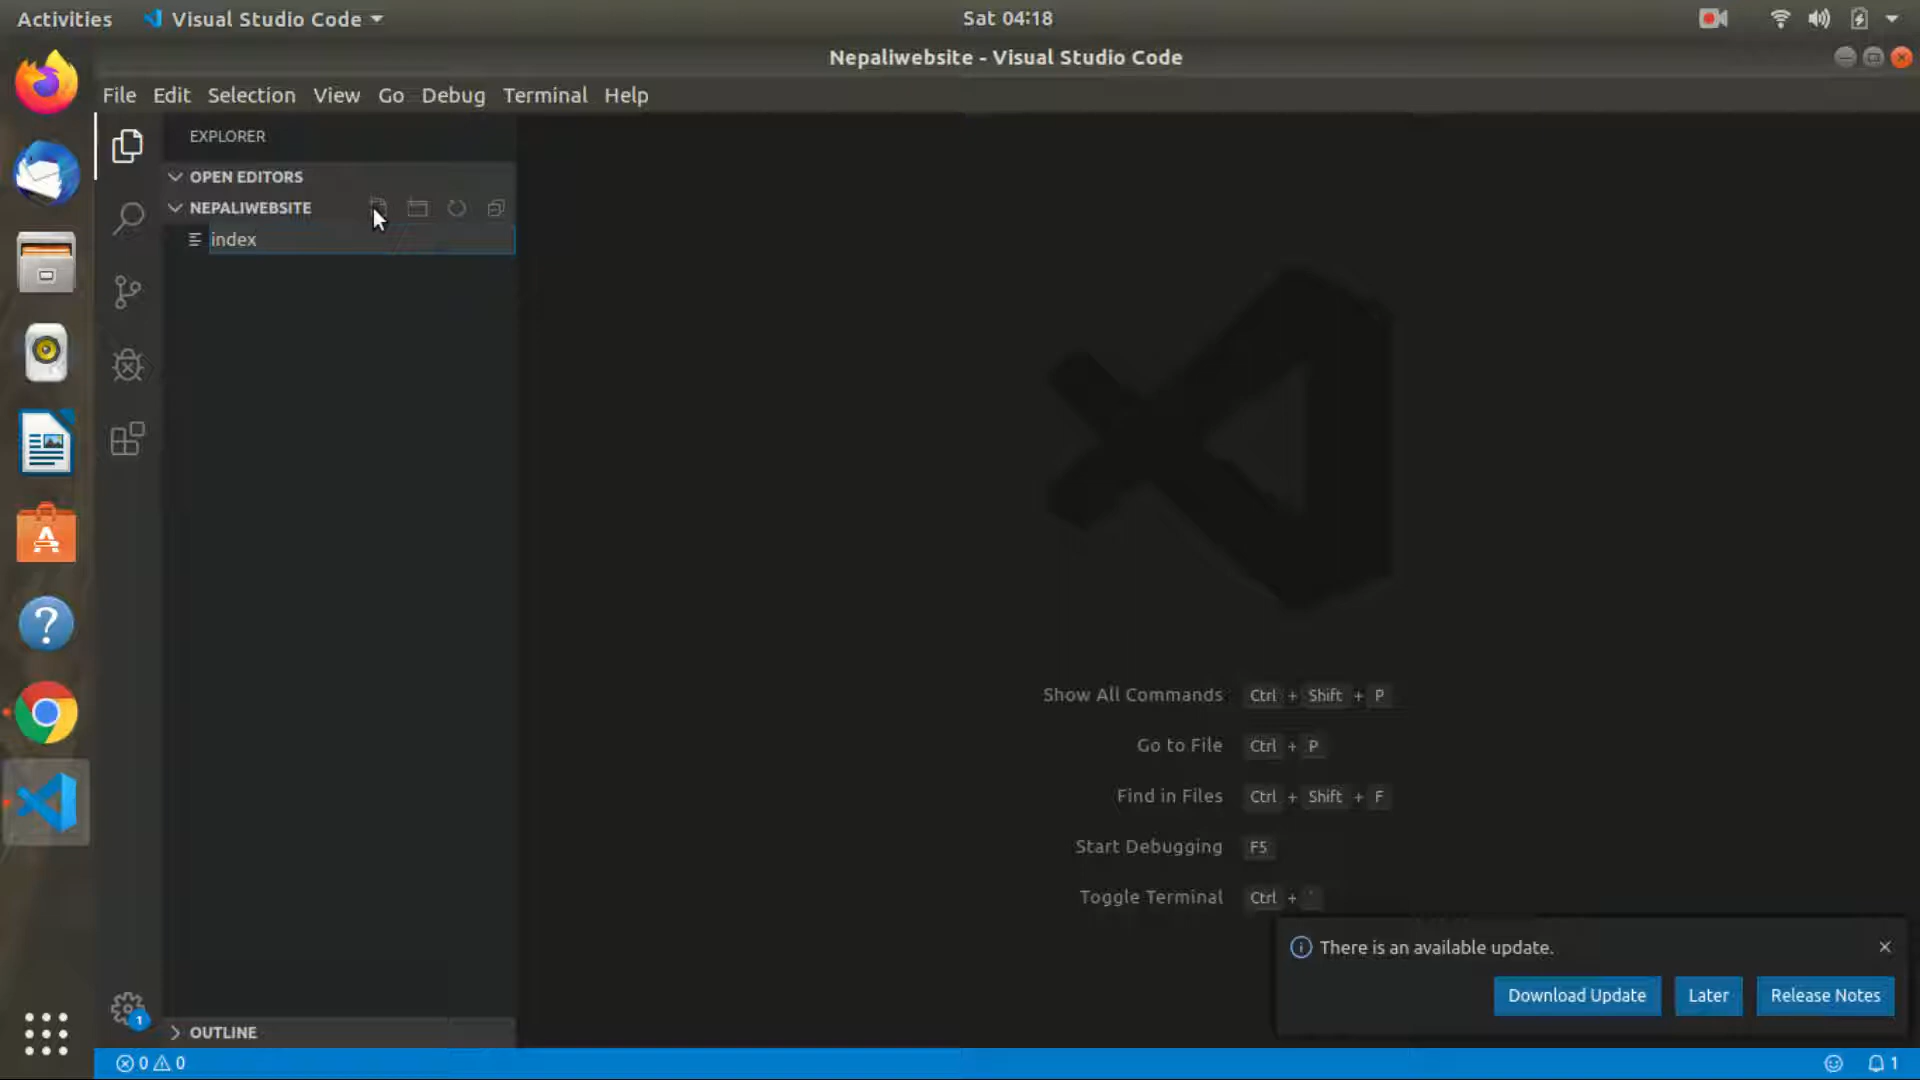 Activities Visual Studio Code Sat 04:18
Nepaliwebsite - Visual Studio Code
File Edit Selection View Go Debug Terminal Help
EXPLORER
OPEN EDITORS
NEPALIWEBSITE
index
Show All Commands Ctrl + Shift + P
Go to File Ctrl + P
Find in Files Ctrl + Shift + F
Start Debugging F5
Toggle Terminal Ctrl + `
There is an available update.
Download Update Later Release Notes
1
OUTLINE
0 0 1